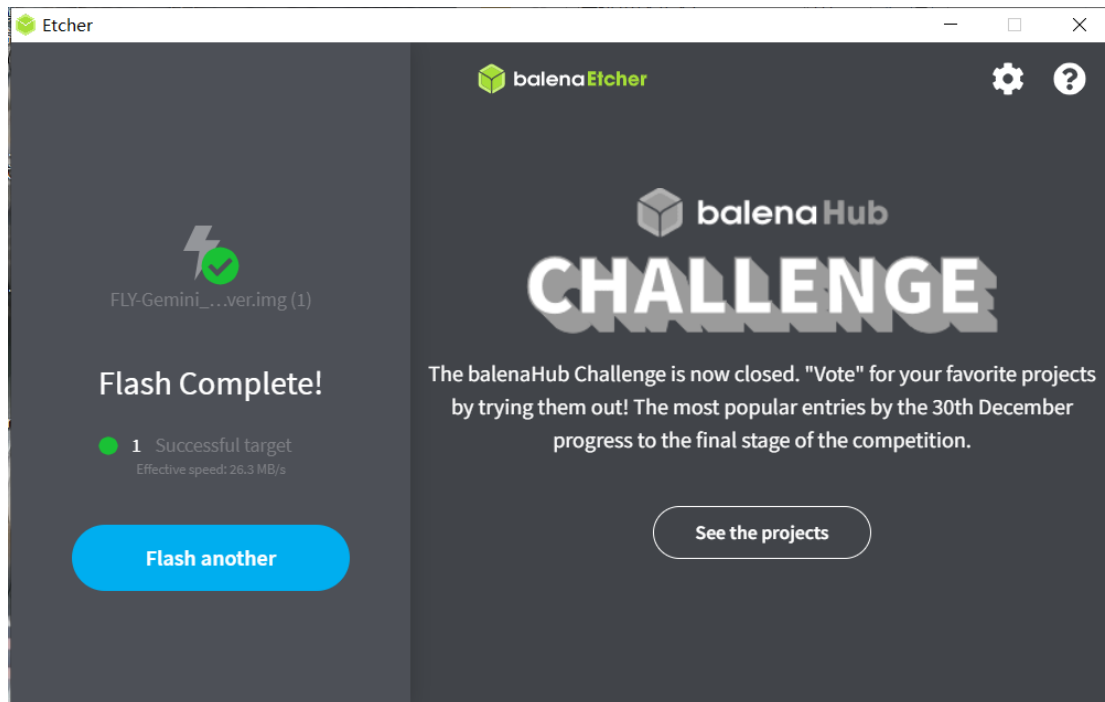 Etcher
balenaEtcher
balenaHub
CHALLENGE
FLY-Gemini_...ver.img (1)
Flash Complete!
1 Successful target
Effective speed: 26.3 MB/s
Flash another
The balenaHub Challenge is now closed. "Vote" for your favorite projects
by trying them out! The most popular entries by the 30th December
progress to the final stage of the competition.
See the projects